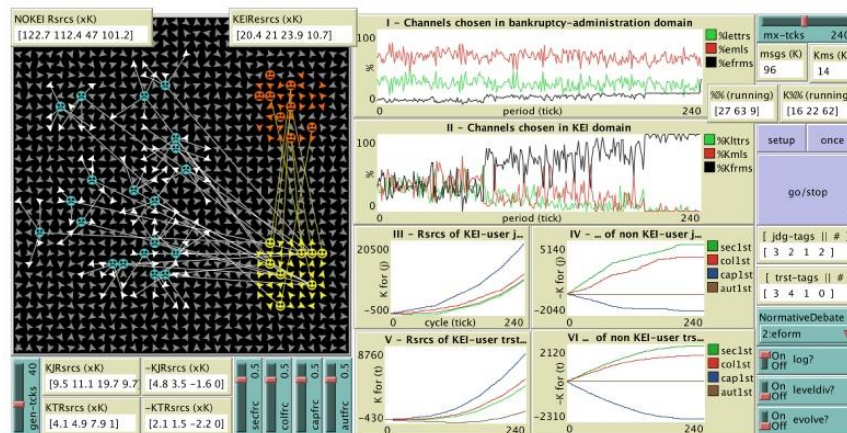 NOKEI Rsrcs (xK)
[122.7 112.4 47 101.2]
KEIResrcs (K)
[20.4 21 23.9 10.7]
I - Channels chosen in bankruptcy-administration domain
100
%
0
0
period (tick)
240
%lettrs
%emls
%efrms
mx-tcks 240
msgs (K)
96
Kms (K)
14
%% (running)
[27 63 9]
K%% (running)
[16 22 62]
II - Channels chosen in KEI domain
100
%
0
0
period (tick)
240
%Klttrs
%Kmls
%Kfrms
setup
once
go/stop
III - Rsrcs of KEI-user j...
20500
K for (j)
-500
0
cycle (tick)
240
IV - ... of non KEI-user j...
5140
-K for (j)
-2040
0
240
sec1st
col1st
cap1st
aut1st
[ jdg-tags || #
[ 3 2 1 2 ]
[ trst-tags || #
[ 3 4 1 0 ]
NormativeDebate
2:eform
V - Rsrcs of KEI-user trst...
8760
K for (t)
-430
0
240
VI ... of non KEI-user trs...
2120
-K for (t)
-2310
0
240
sec1st
col1st
cap1st
aut1st
On
Off
log?
On
Off
leveldiv?
On
Off
evolve?
gen-tcks 40
KJRsrcs (xK)
[9.5 11.1 19.7 9.7
-KJRsrcs (xK)
[4.8 3.5 -1.6 0]
KTRsrcs (xK)
[4.1 4.9 7.9 1]
-KTRsrcs (xK)
[2.1 1.5 -2.2 0]
secfrc 0.5
colfrc 0.5
capfrc 0.5
autfrc 0.5